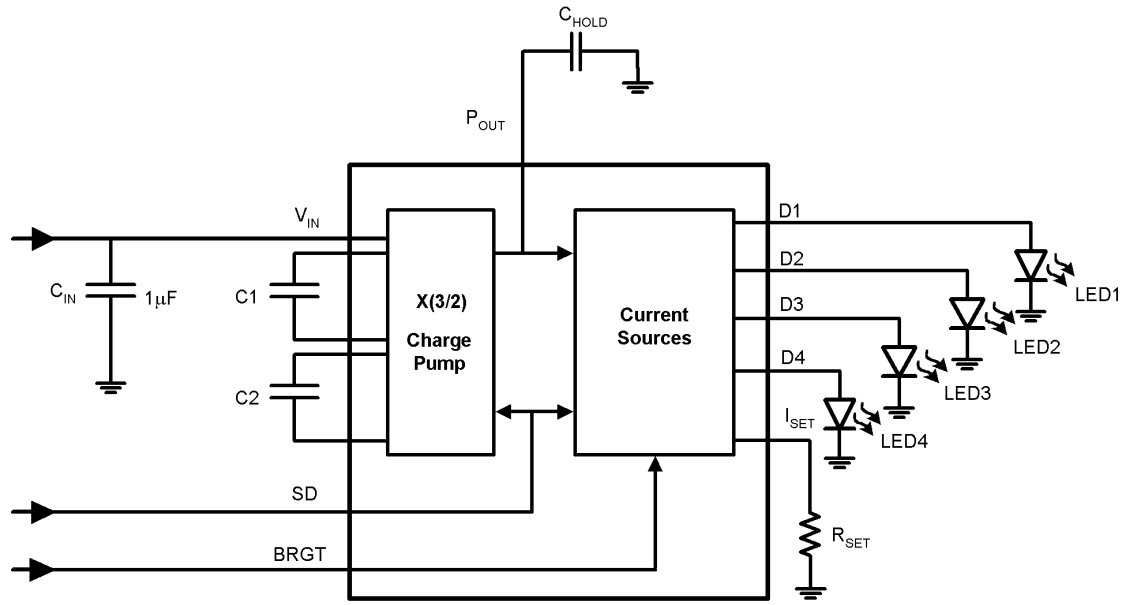 CHOLD
POUT
VIN
D1
D2
D3
D4
ISET
LED1
LED2
LED3
LED4
CIN
1µF
C1
C2
X(3/2)
Charge
Pump
Current
Sources
SD
BRGT
RSET